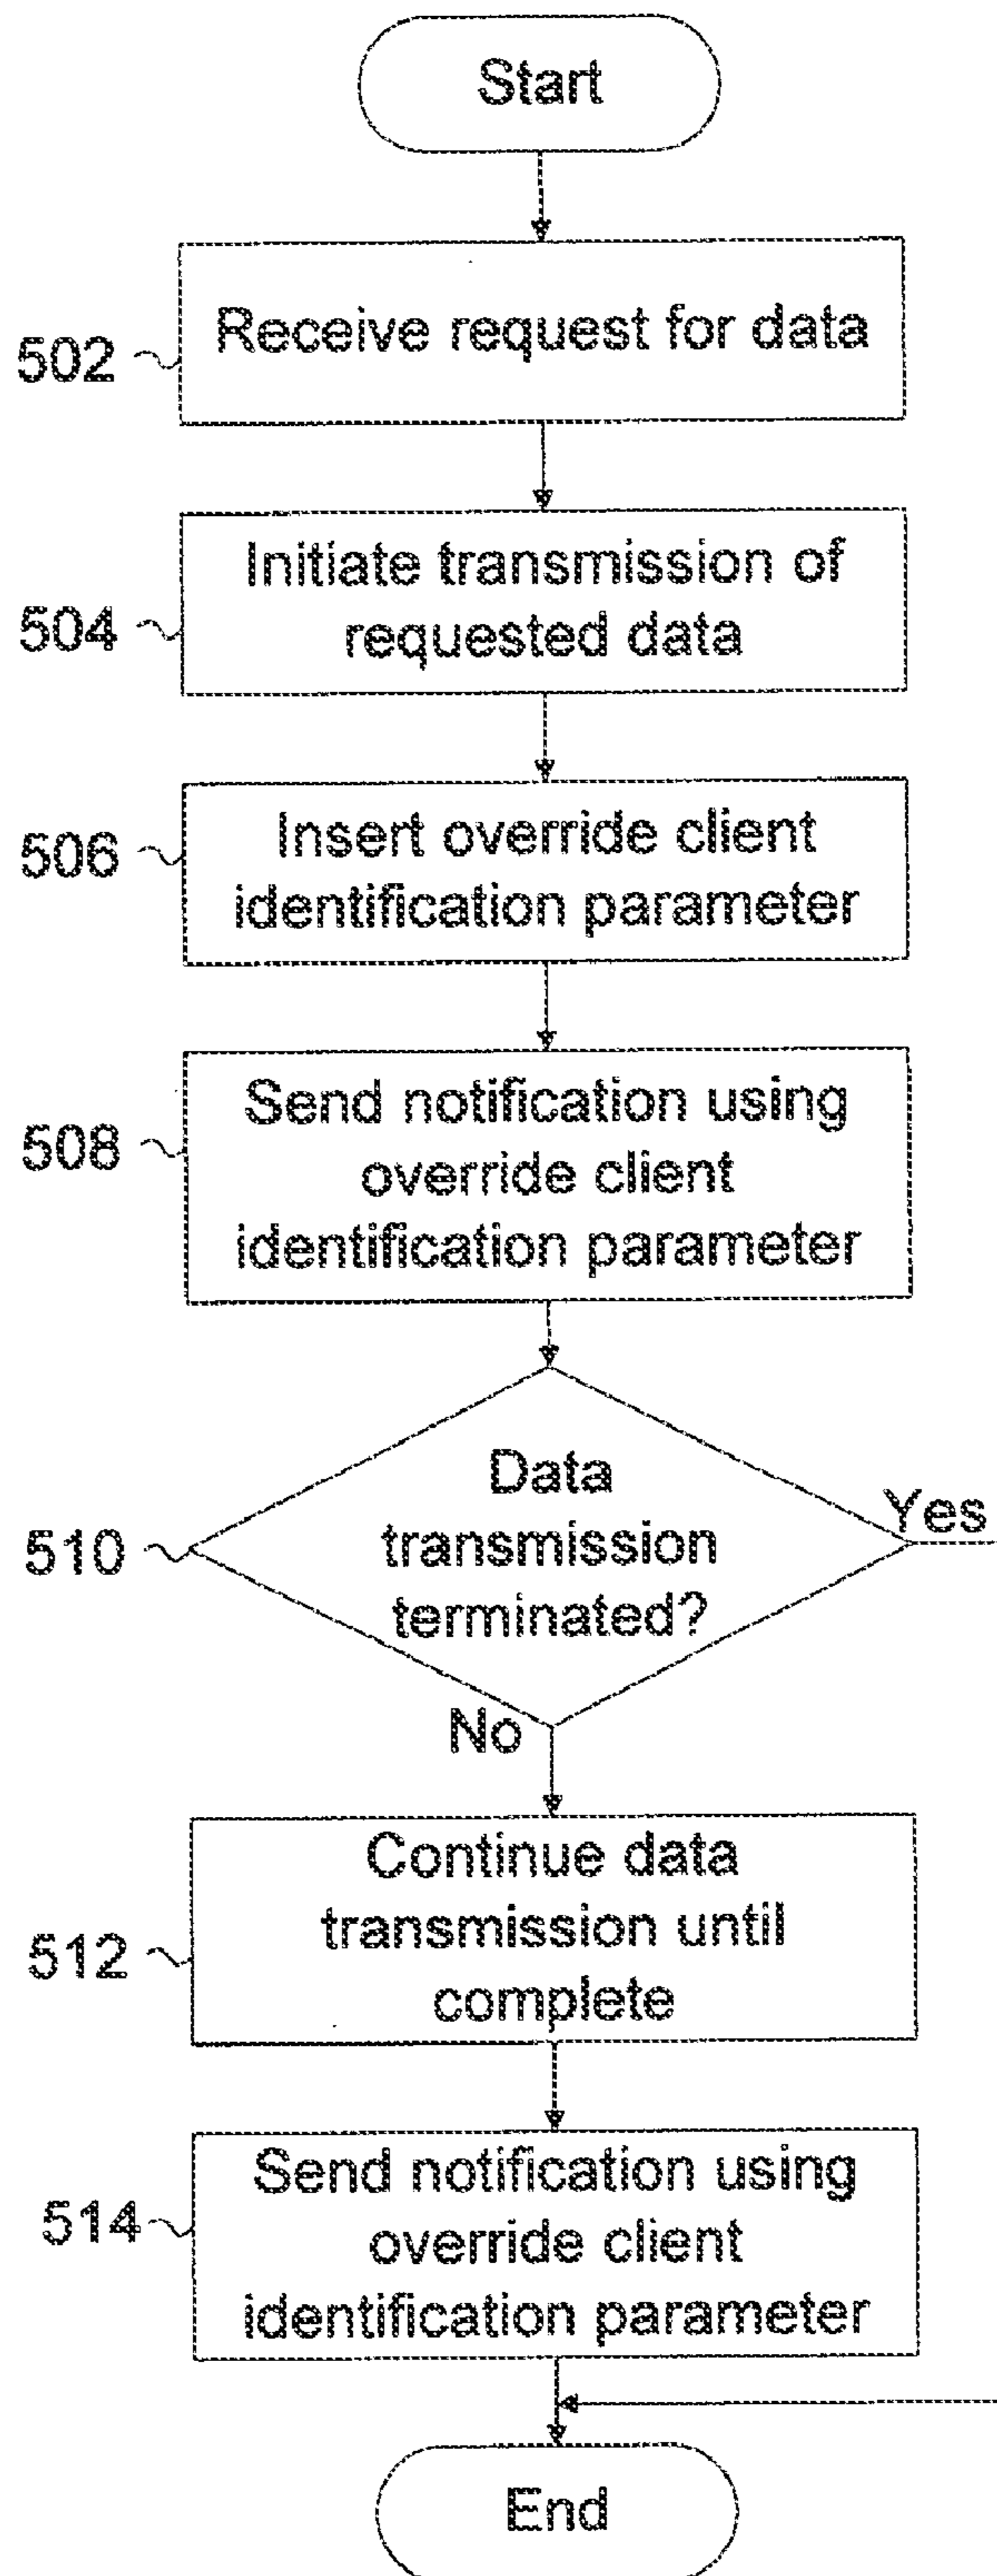 Start
502
Receive request for data
504
Initiate transmission of
requested data
506
Insert override client
identification parameter
508
Send notification using
override client
identification parameter
510
Data
transmission
terminated?
Yes
No
512
Continue data
transmission until
complete
514
Send notification using
override client
identification parameter
End